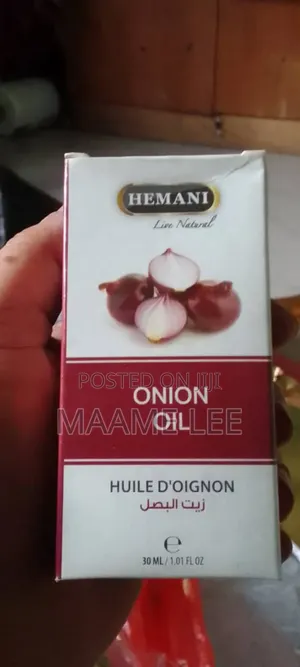 HEMANI
Live Natural
POSTED ON JIJI
ONION
MAAME LEE
OIL
HUILE D'OIGNON
زيت البصل
℮
30 ML / 1.01 FL OZ